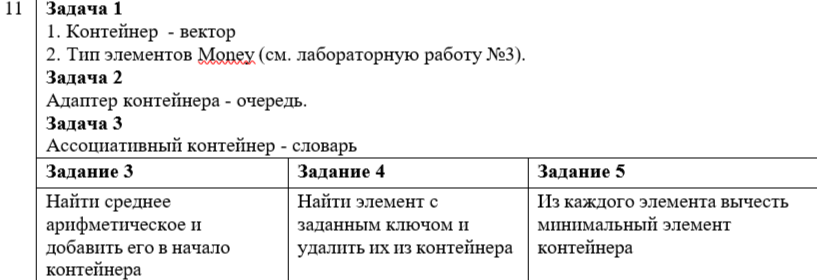 11
Задача 1
1. Контейнер - вектор
2. Тип элементов Money (см. лабораторную работу №3).
Задача 2
Адаптер контейнера - очередь.
Задача 3
Ассоциативный контейнер - словарь
Задание 3
Задание 4
Задание 5
Найти среднее
арифметическое и
добавить его в начало
контейнера
Найти элемент с
заданным ключом и
удалить их из контейнера
Из каждого элемента вычесть
минимальный элемент
контейнера